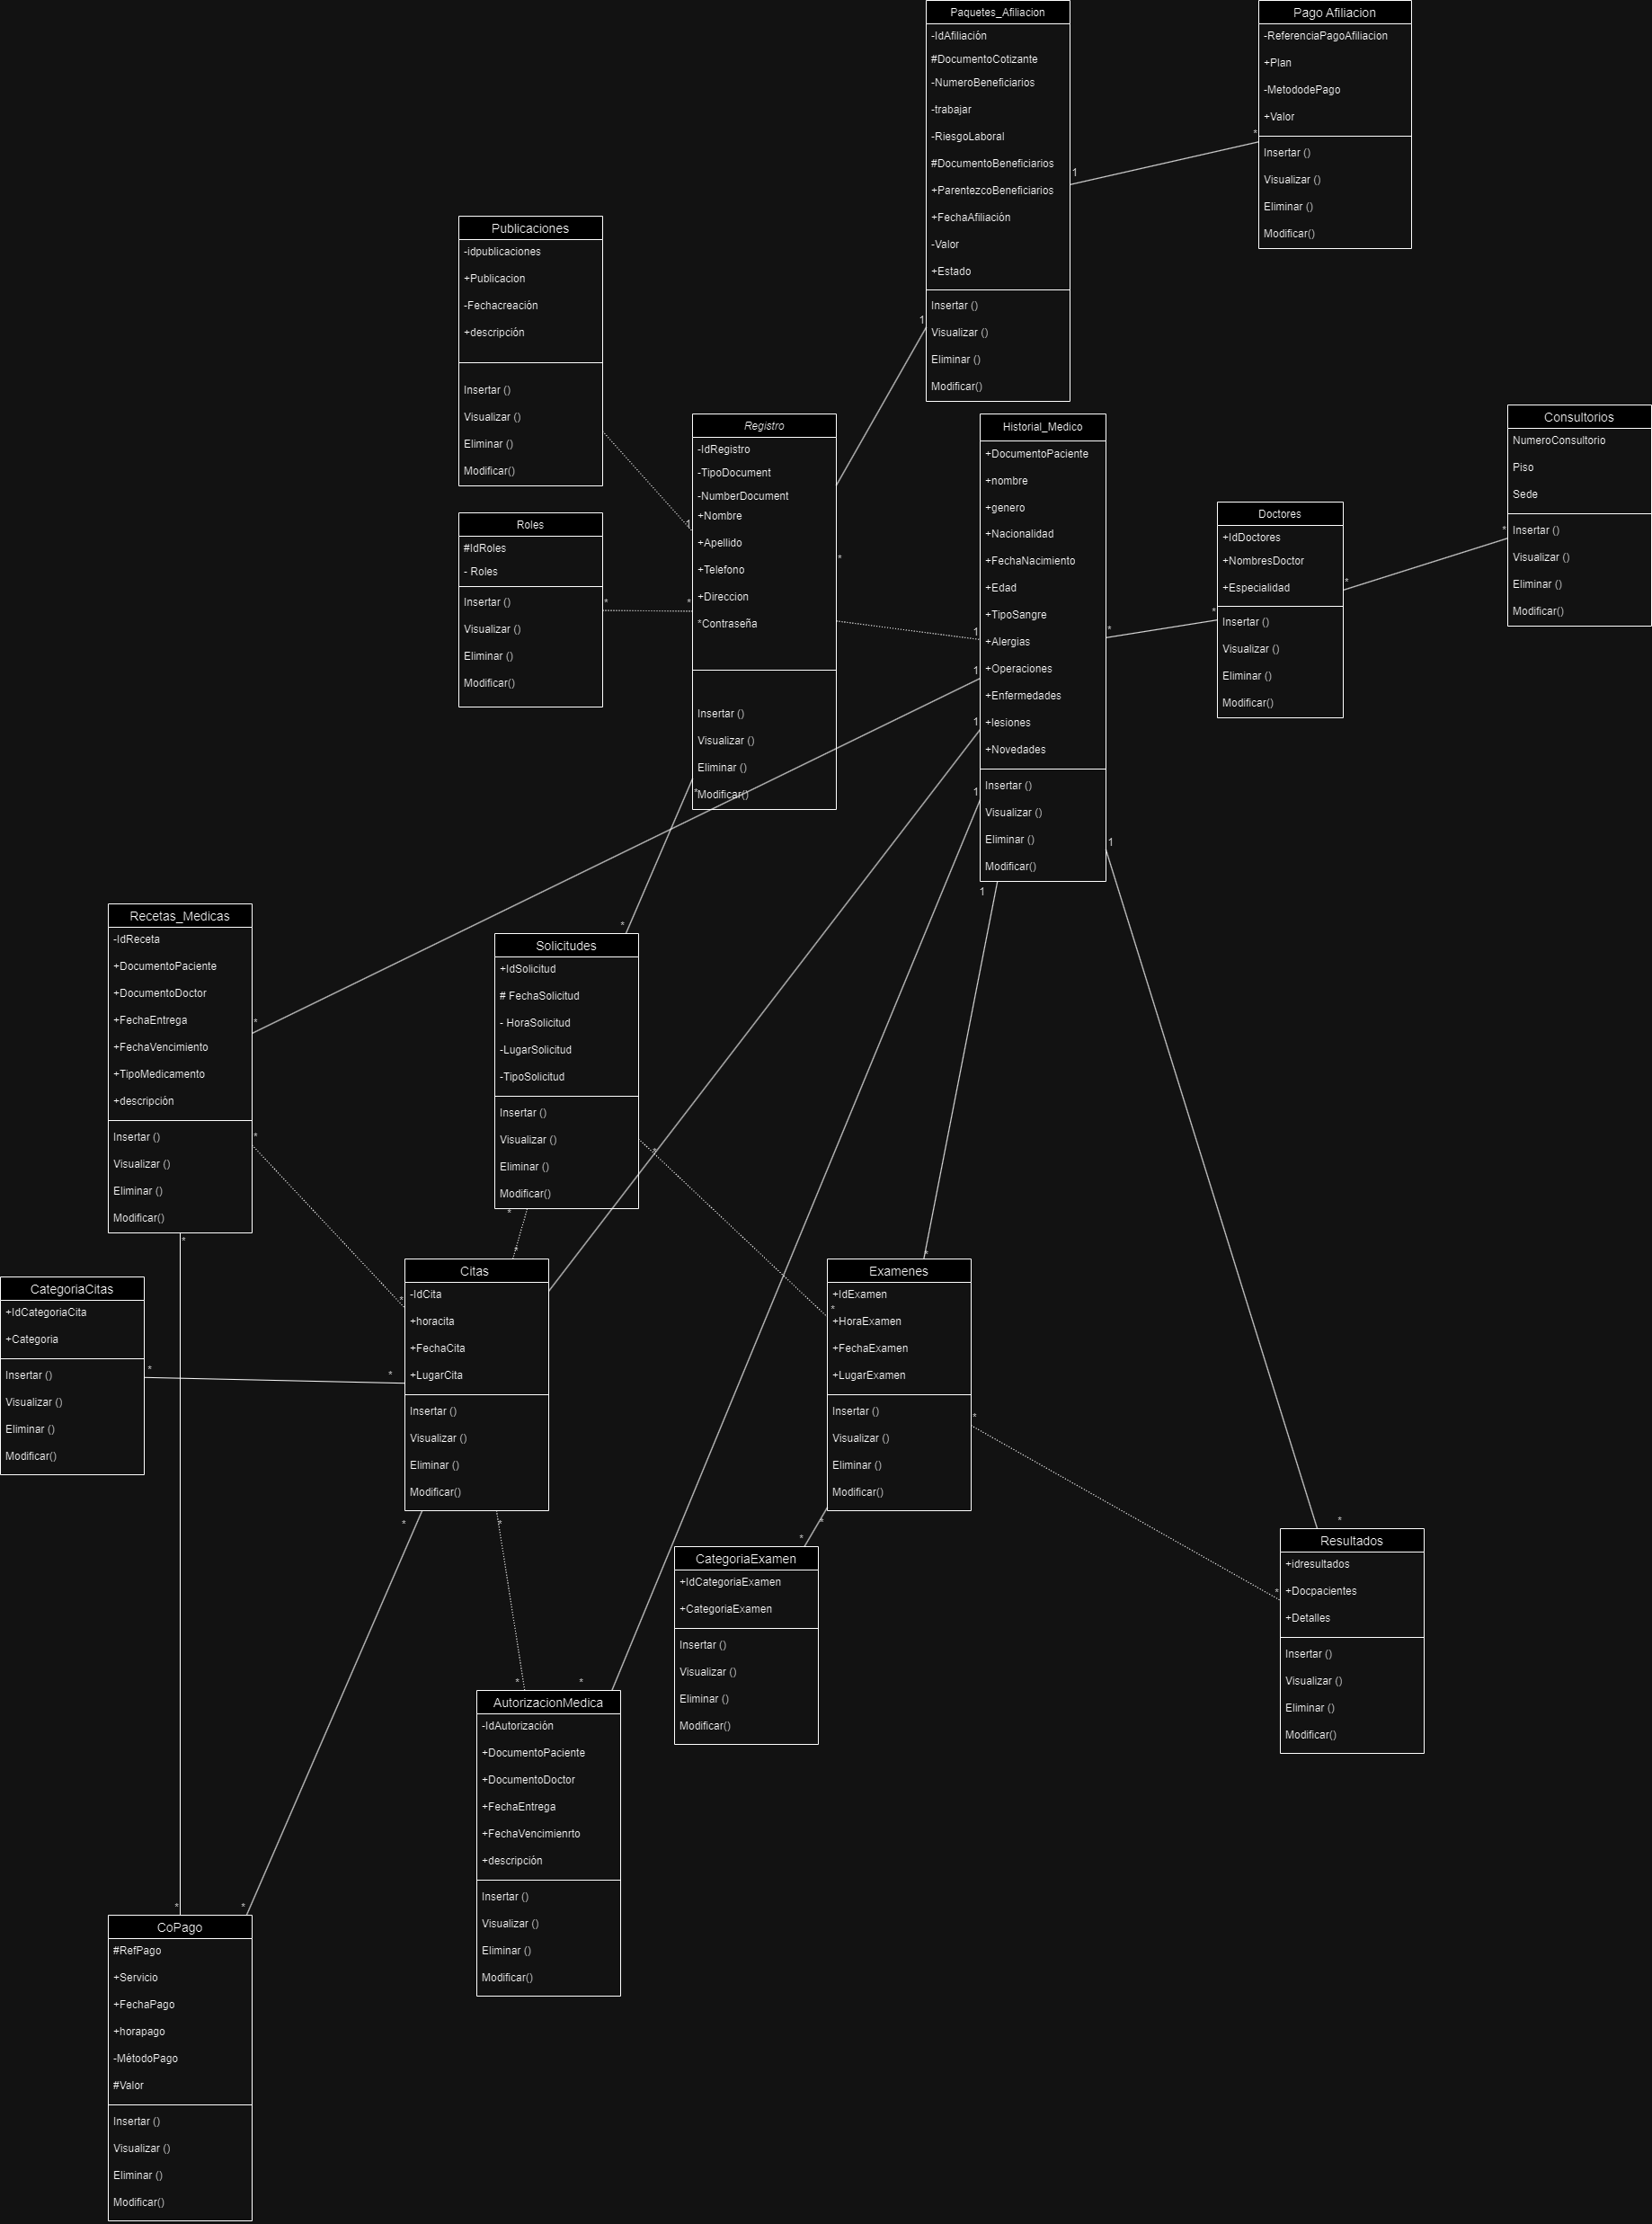 Paquetes_Afiliacion
-IdAfiliación
#DocumentoCotizante
-NumeroBeneficiarios
-trabajar
-RiesgoLaboral
#DocumentoBeneficiarios
+ParentezcoBeneficiarios
+FechaAfiliación
-Valor
+Estado
Insertar ()
Visualizar ()
Eliminar ()
Modificar()
1
1
Pago Afiliacion
-ReferenciaPagoAfiliacion
+Plan
-MetododePago
+Valor
*
Insertar ()
Visualizar ()
Eliminar ()
Modificar()
Publicaciones
-idpublicaciones
+Publicacion
-Fechacreación
+descripción
Insertar ()
Visualizar ()
Eliminar ()
Modificar()
Roles
#IdRoles
- Roles
Insertar ()
Visualizar ()
Eliminar ()
Modificar()
*
*
1
Registro
-IdRegistro
-TipoDocument
-NumberDocument
+Nombre
+Apellido
+Telefono
+Direccion
*Contraseña
Insertar ()
Visualizar ()
Eliminar ()
*Modificar()
*
Historial_Medico
+DocumentoPaciente
+nombre
+genero
+Nacionalidad
+FechaNacimiento
+Edad
+TipoSangre
+Alergias
+Operaciones
+Enfermedades
+lesiones
+Novedades
Insertar ()
Visualizar ()
Eliminar ()
Modificar()
1
1
1
1
1
1
*
Doctores
+IdDoctores
+NombresDoctor
+Especialidad
Insertar ()
Visualizar ()
Eliminar ()
Modificar()
*
*
Consultorios
NumeroConsultorio
Piso
Sede
Insertar ()
Visualizar ()
Eliminar ()
Modificar()
*
Recetas_Medicas
-IdReceta
+DocumentoPaciente
+DocumentoDoctor
+FechaEntrega
+FechaVencimiento
+TipoMedicamento
+descripción
Insertar ()
Visualizar ()
Eliminar ()
Modificar()
*
*
*
*
Solicitudes
+IdSolicitud
# FechaSolicitud
- HoraSolicitud
-LugarSolicitud
-TipoSolicitud
Insertar ()
Visualizar ()
Eliminar ()
Modificar()
*
*
CategoriaCitas
+IdCategoriaCita
+Categoria
Insertar ()
Visualizar ()
Eliminar ()
Modificar()
*
*
Citas
-IdCita
+horacita
+FechaCita
+LugarCita
Insertar ()
Visualizar ()
Eliminar ()
Modificar()
*
*
*
*
Examenes
+IdExamen
*
+HoraExamen
+FechaExamen
+LugarExamen
Insertar ()
Visualizar ()
Eliminar ()
Modificar()
*
*
*
*
CategoriaExamen
+IdCategoriaExamen
+CategoriaExamen
Insertar ()
Visualizar ()
Eliminar ()
Modificar()
*
Resultados
+idresultados
+Docpacientes
+Detalles
Insertar ()
Visualizar ()
Eliminar ()
Modificar()
*
*
*
AutorizacionMedica
-IdAutorización
+DocumentoPaciente
+DocumentoDoctor
+FechaEntrega
+FechaVencimienrto
+descripción
Insertar ()
Visualizar ()
Eliminar ()
Modificar()
*
*
CoPago
#RefPago
+Servicio
+FechaPago
+horapago
-MétodoPago
#Valor
Insertar ()
Visualizar ()
Eliminar ()
Modificar()